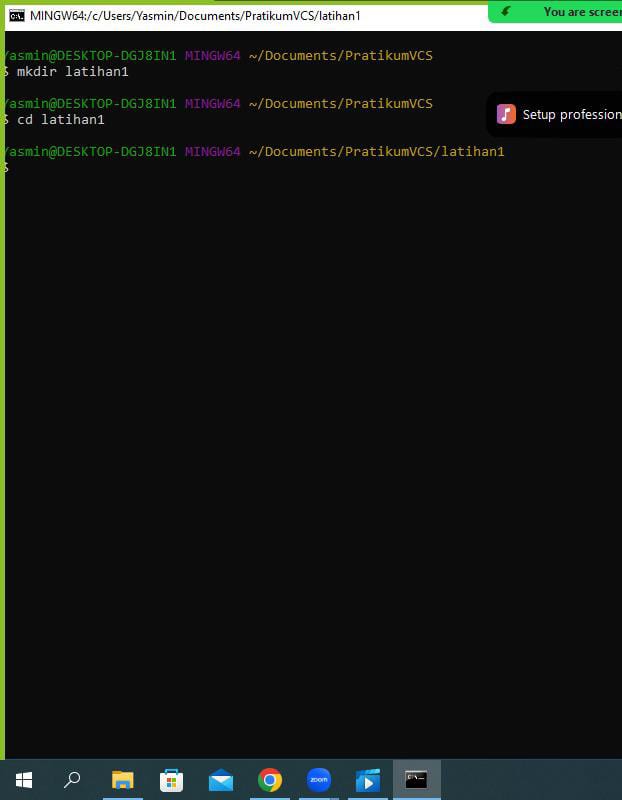 MINGW64:/c/Users/Yasmin/Documents/PratikumVCS/latihan1
You are screen
Yasmin@DESKTOP-DGJ8IN1 MINGW64 ~/Documents/PratikumVCS
$ mkdir latihan1
Yasmin@DESKTOP-DGJ8IN1 MINGW64 ~/Documents/PratikumVCS
$ cd latihan1
Setup profession
Yasmin@DESKTOP-DGJ8IN1 MINGW64 ~/Documents/PratikumVCS/latihan1
$
zoom